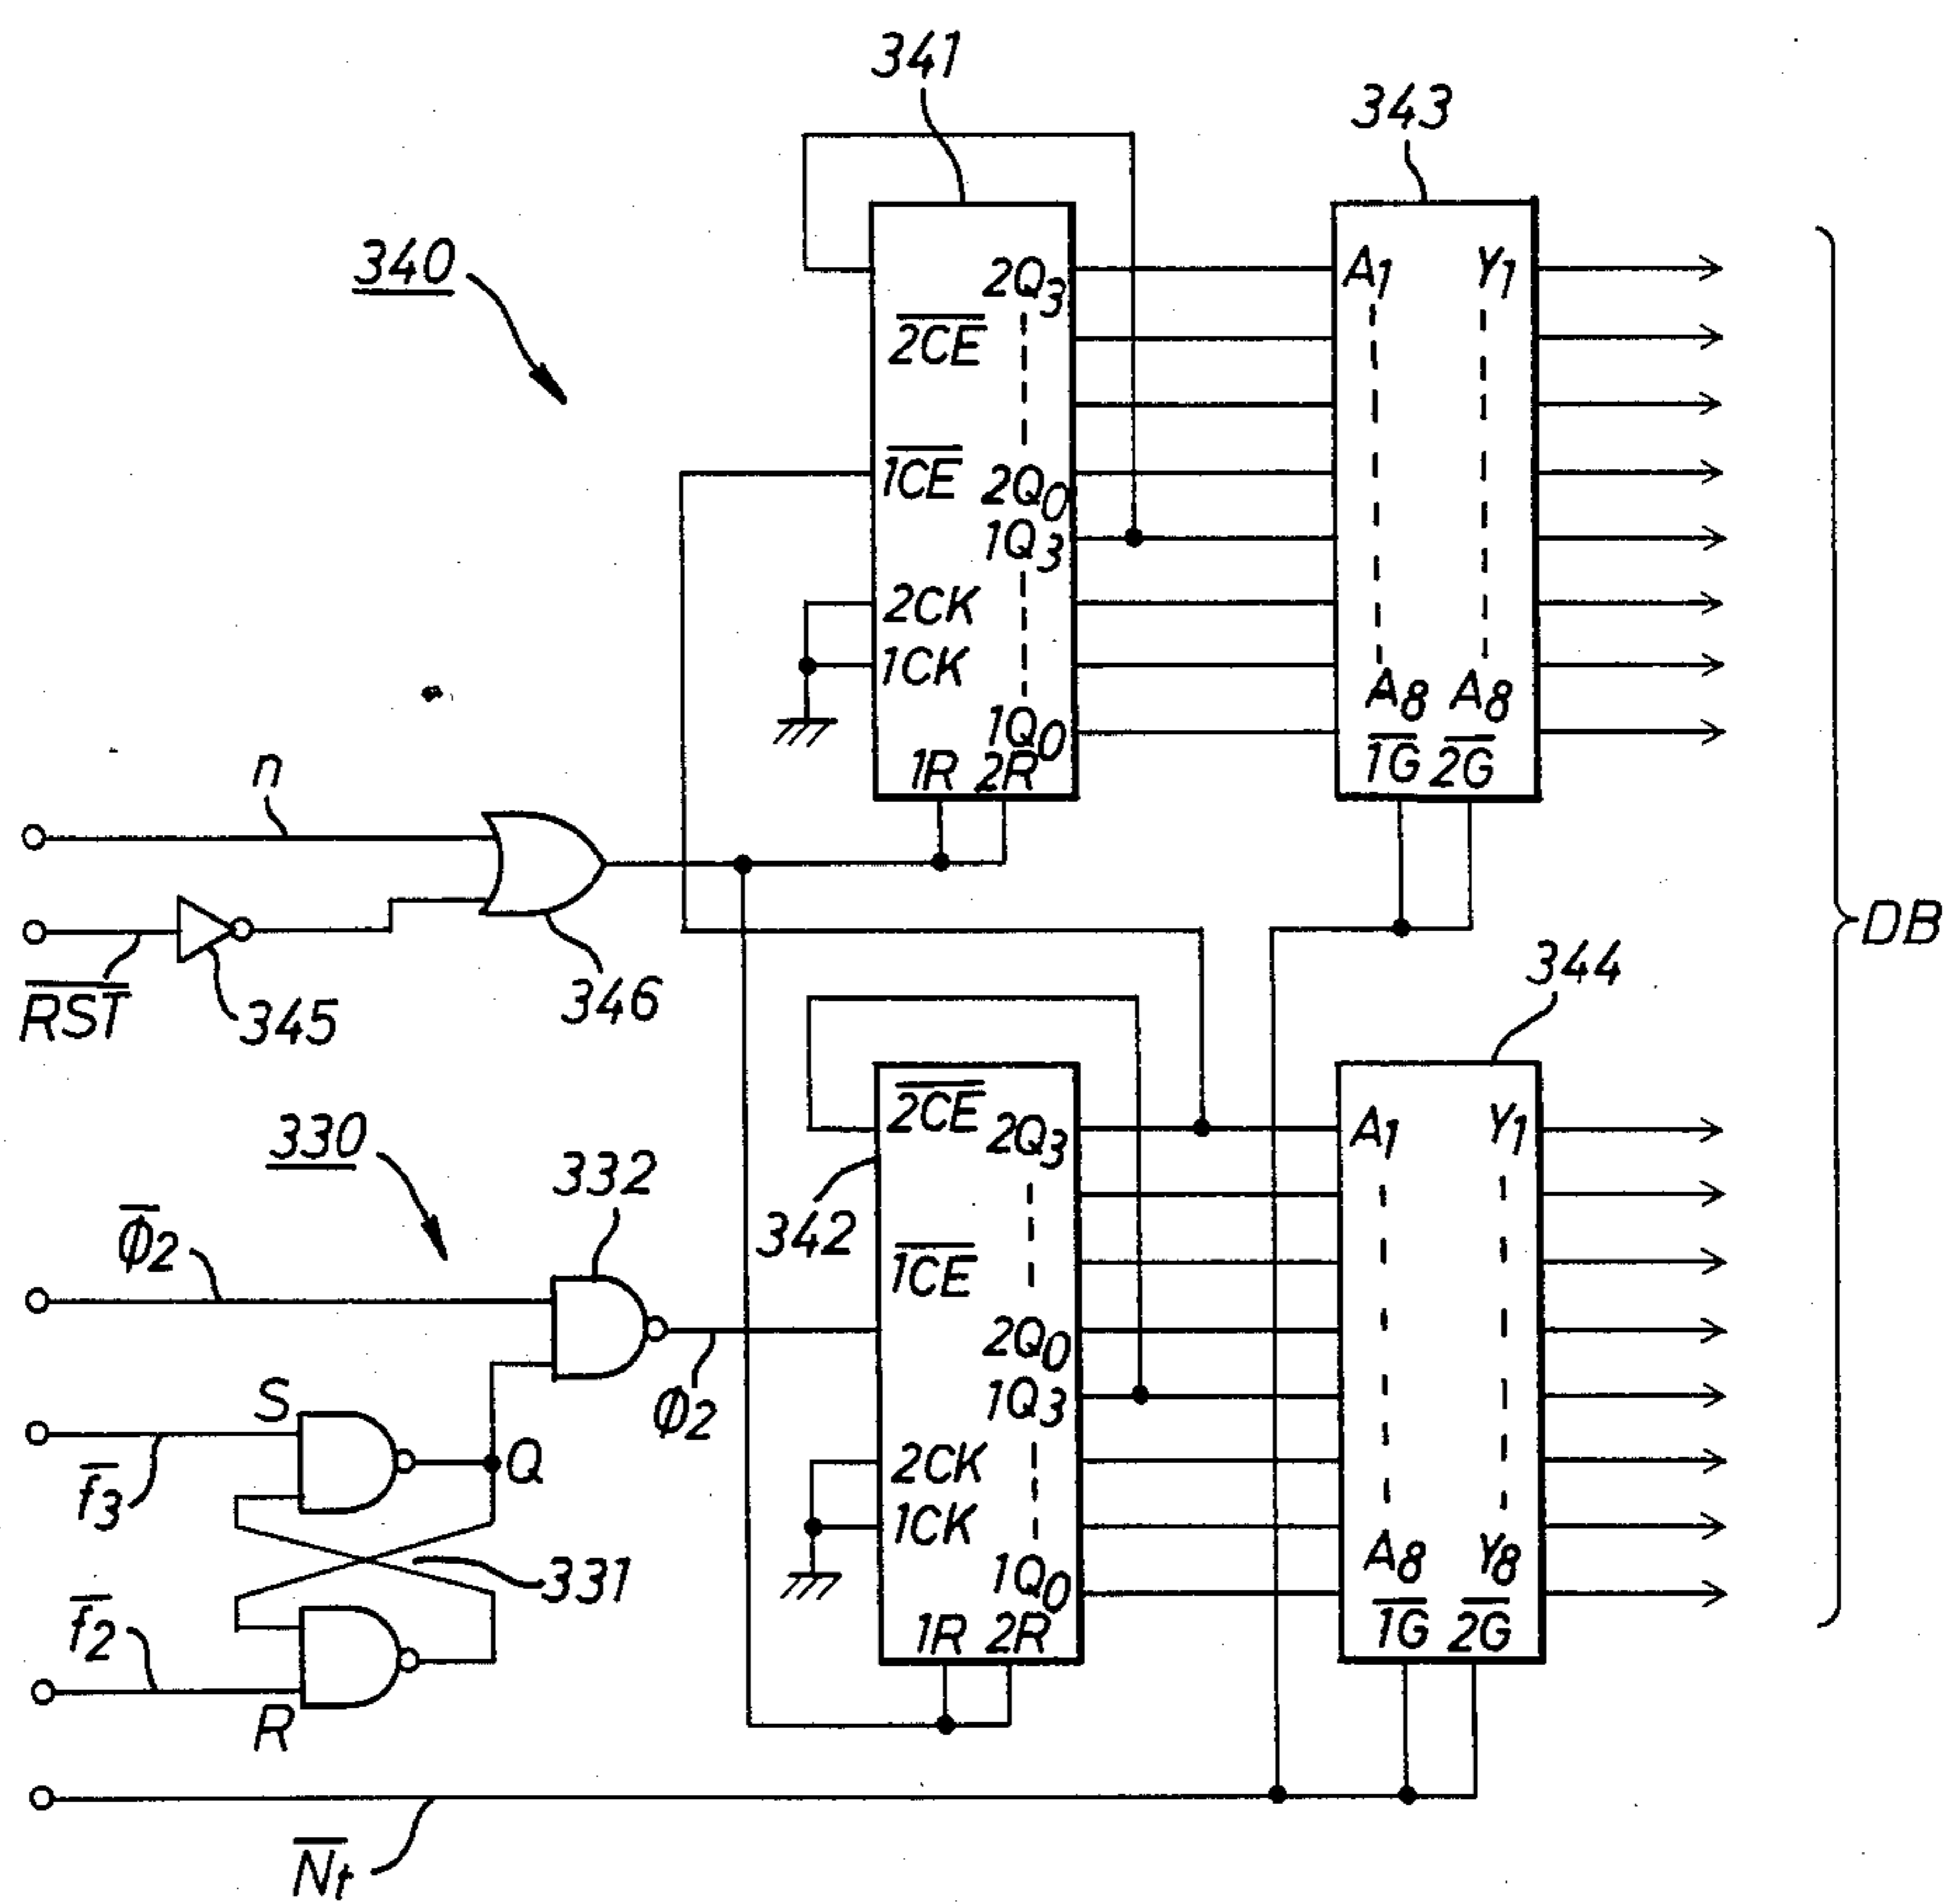 341
343
340
2Q3
A1 Y1
2CE
1CE 2Q0
1Q3
2CK
1CK
A8 A8
1Q0
1R 2R
1G 2G
n
RST
345
346
DB
344
330
332
342
2CE 2Q3
A1 Y1
Φ2
1CE
2Q0
1Q3
Φ2
S
Q
f3
2CK
1CK
A8 Y8
331
1Q0
f2
1R 2R
1G 2G
R
Nt